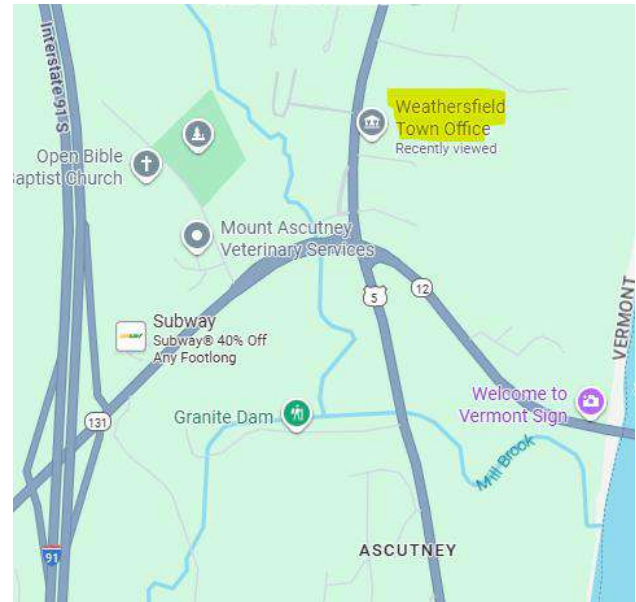 Interstate 91 S
Weathersfield
Town Office
Recently viewed
Open Bible
aptist Church
Mount Ascutney
Veterinary Services
5
12
VERMONT
Subway
Subway® 40% Off
Any Footlong
131
Granite Dam
Welcome to
Vermont Sign
Mill Brook
91
ASCUTNEY